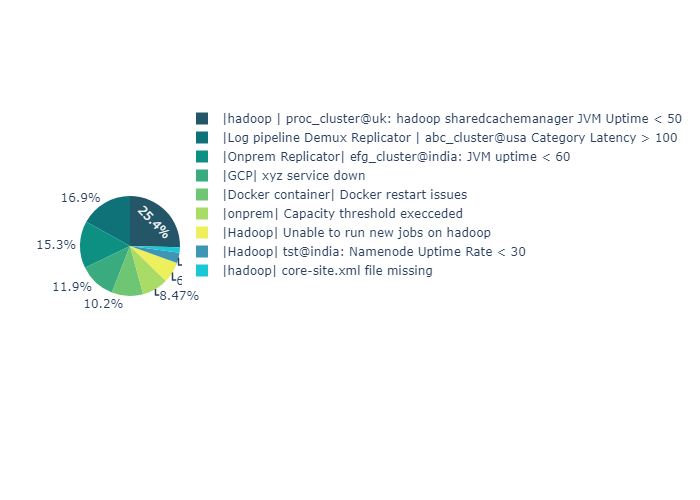 |hadoop | proc_cluster@uk: hadoop sharedcachemanager JVM Uptime < 50
|Log pipeline Demux Replicator | abc_cluster@usa Category Latency > 100
|Onprem Replicator| efg_cluster@india: JVM uptime < 60
|GCP| xyz service down
|Docker container| Docker restart issues
|onprem| Capacity threshold execceded
|Hadoop| Unable to run new jobs on hadoop
|Hadoop| tst@india: Namenode Uptime Rate < 30
|hadoop| core-site.xml file missing
16.9%
25.4%
15.3%
11.9%
10.2%
8.47%